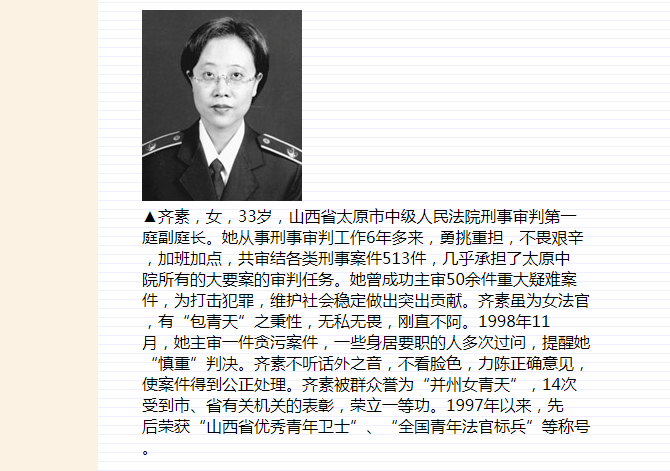 ▲齐素，女，33岁，山西省太原市中级人民法院刑事审判第一
庭副庭长。她从事刑事审判工作6年多来，勇挑重担，不畏艰辛
，加班加点，共审结各类刑事案件513件，几乎承担了太原中
院所有的大要案的审判任务。她曾成功主审50余件重大疑难案
件，为打击犯罪，维护社会稳定做出突出贡献。齐素虽为女法官
，有“包青天”之秉性，无私无畏，刚直不阿。1998年11
月，她主审一件贪污案件，一些身居要职的人多次过问，提醒她
“慎重”判决。齐素不听话外之音，不看脸色，力陈正确意见，
使案件得到公正处理。齐素被群众誉为“并州女青天”，14次
受到市、省有关机关的表彰，荣立一等功。1997年以来，先
后荣获“山西省优秀青年卫士”、“全国青年法官标兵”等称号
。